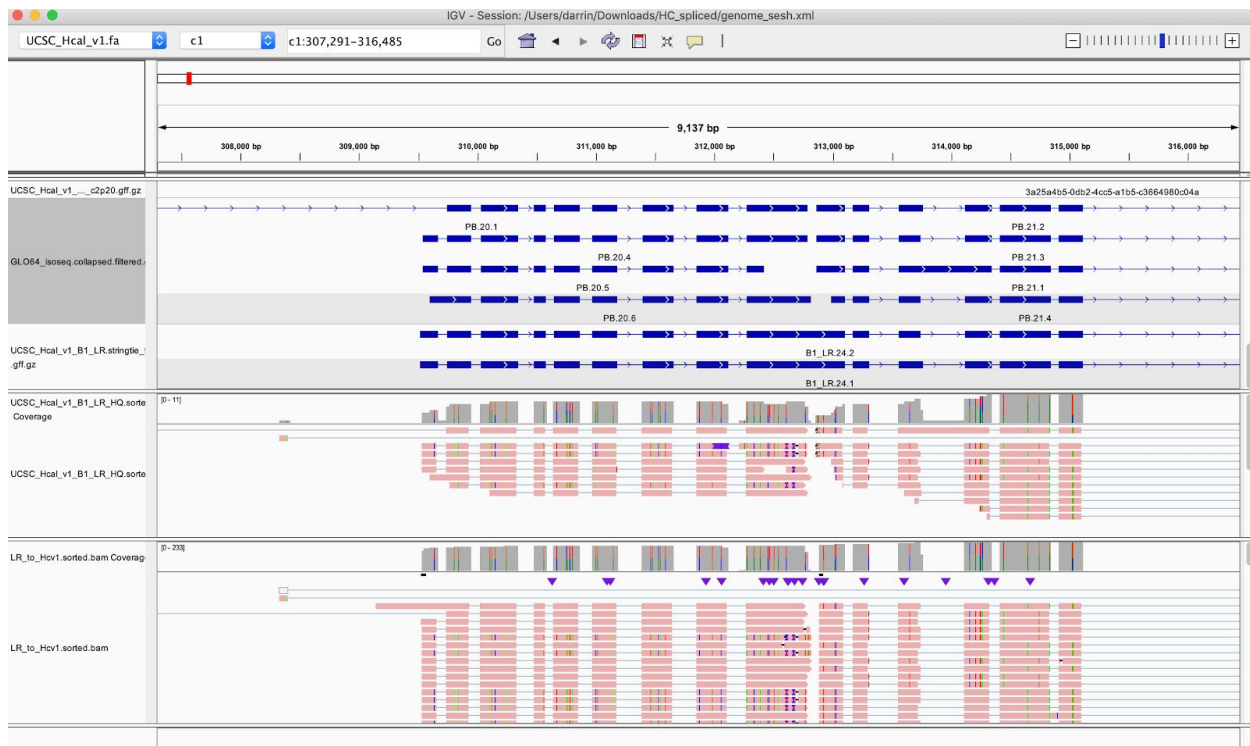 IGV - Session: /Users/darrin/Downloads/HC_spliced/genome_sesh.xml
UCSC_Hcal_v1.fa c1 c1:307,291-316,485 Go
9,137 bp
308,000 bp 309,000 bp 310,000 bp 311,000 bp 312,000 bp 313,000 bp 314,000 bp 315,000 bp 316,000 bp
UCSC_Hcal_v1_..._c2p20.gff.gz
3a25a4b5-0db2-4cc5-a1b5-c3664980c04a
PB.20.1 PB.21.2
GLO64_isoseq.collapsed.filtered.
PB.20.4 PB.21.3
PB.20.5 PB.21.1
PB.20.6 PB.21.4
UCSC_Hcal_v1_B1_LR.stringtie_
.gff.gz
B1_LR.24.2
B1_LR.24.1
UCSC_Hcal_v1_B1_LR_HQ.sorte
Coverage
[0 - 11]
UCSC_Hcal_v1_B1_LR_HQ.sorte
LR_to_Hcv1.sorted.bam Coverag
[0 - 233]
LR_to_Hcv1.sorted.bam